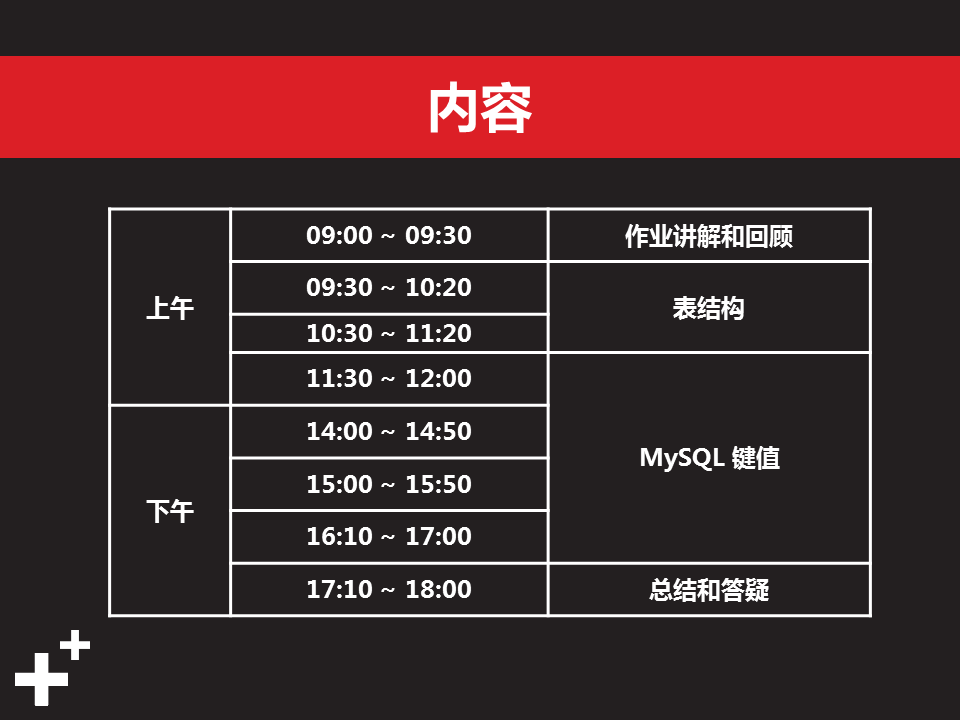 内容
上午
09:00 ~ 09:30
作业讲解和回顾
09:30 ~ 10:20
表结构
10:30 ~ 11:20
11:30 ~ 12:00
MySQL 键值
下午
14:00 ~ 14:50
15:00 ~ 15:50
16:10 ~ 17:00
17:10 ~ 18:00
总结和答疑